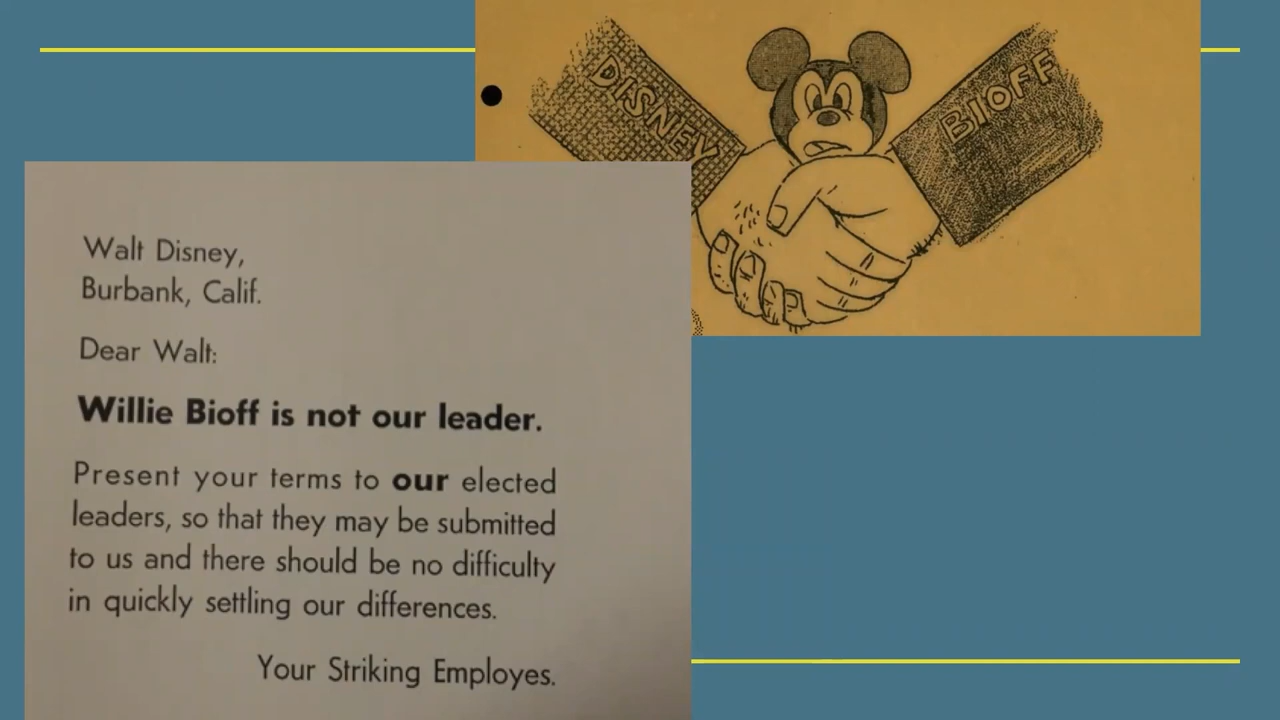 DISNEY
BIOFF
Walt Disney,
Burbank, Calif.
Dear Walt:
Willie Bioff is not our leader.
Present your terms to our elected
leaders, so that they may be submitted
to us and there should be no difficulty
in quickly settling our differences.
Your Striking Employes.